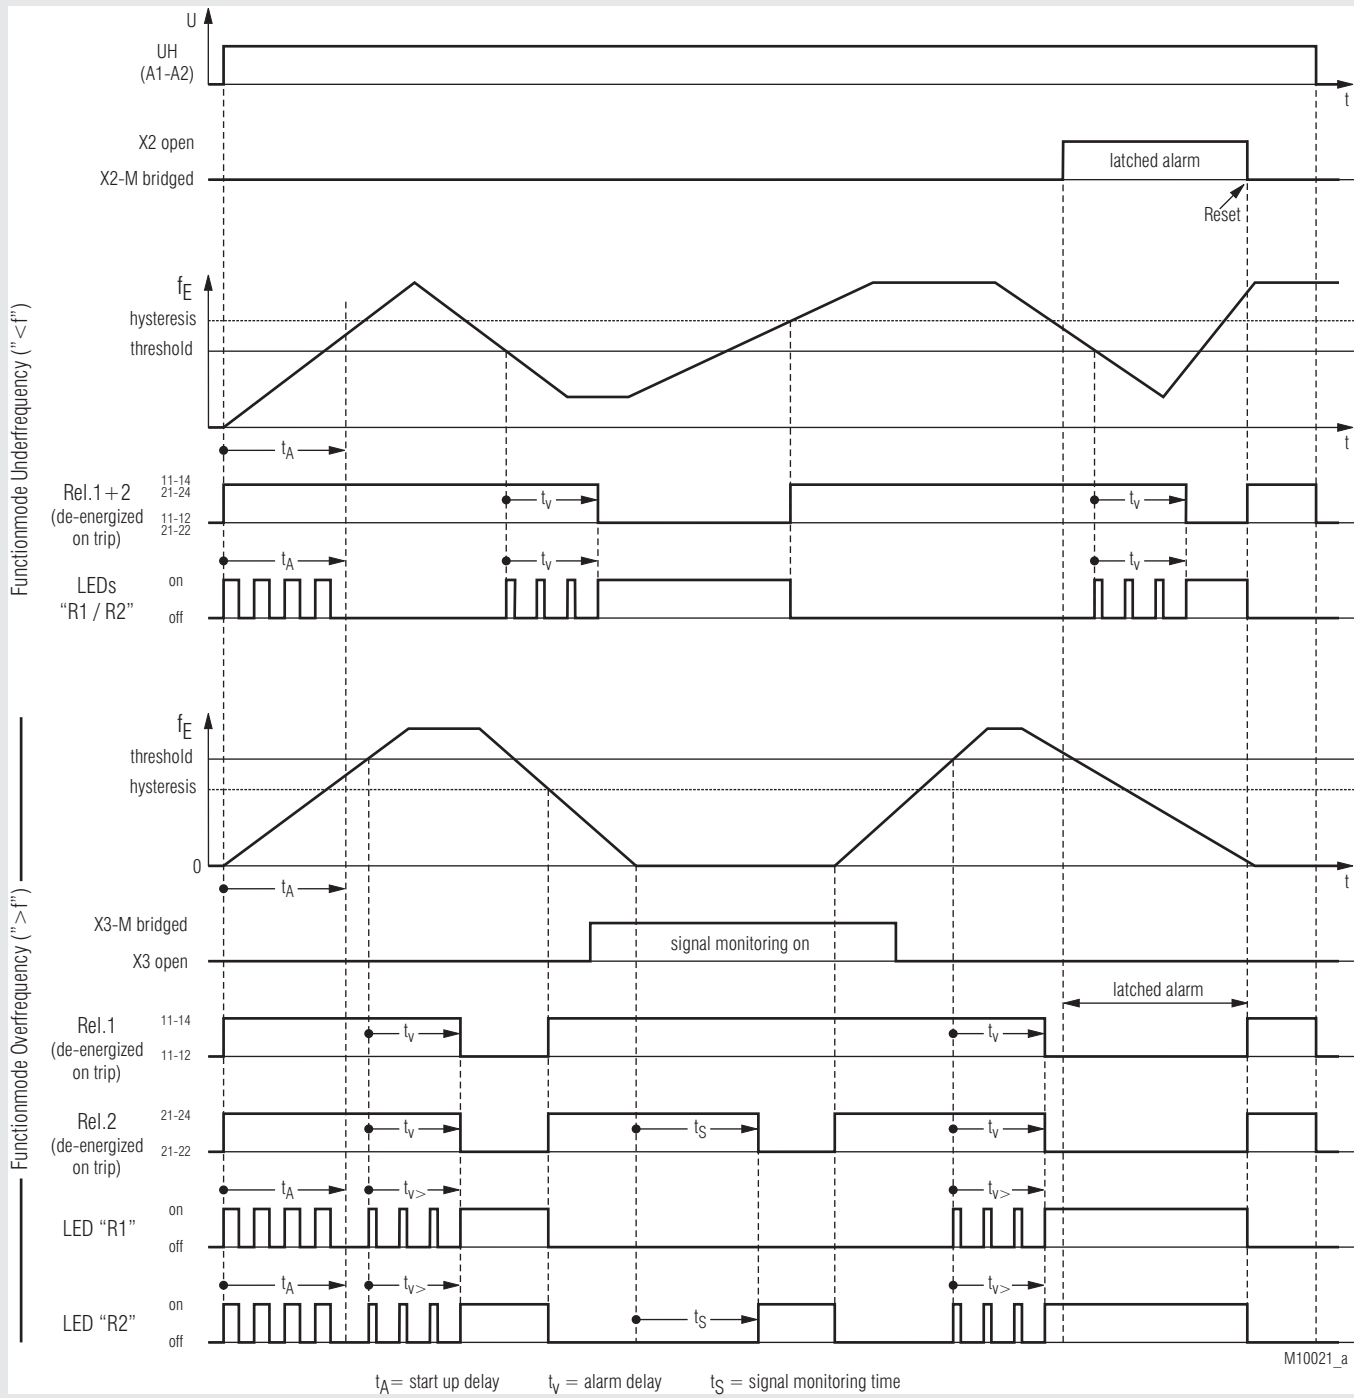 U
UH
(A1-A2)
t
X2 open
latched alarm
X2-M bridged
Reset
Functionmode Underfrequency ("<f")
fE
hysteresis
threshold
t
tA
Rel.1+2
(de-energized
on trip)
11-14
21-24
11-12
21-22
tv
tv
tA
tv
tv
LEDs
"R1 / R2"
on
off
Functionmode Overfrequency (">f")
fE
threshold
hysteresis
0
t
tA
X3-M bridged
signal monitoring on
X3 open
latched alarm
Rel.1
(de-energized
on trip)
11-14
11-12
tv
tv
Rel.2
(de-energized
on trip)
21-24
21-22
tv
tS
tv
tA
tv>
tv>
LED "R1"
on
off
tA
tv>
tv>
LED "R2"
on
off
tS
M10021_a
tA= start up delay
tv = alarm delay
tS = signal monitoring time